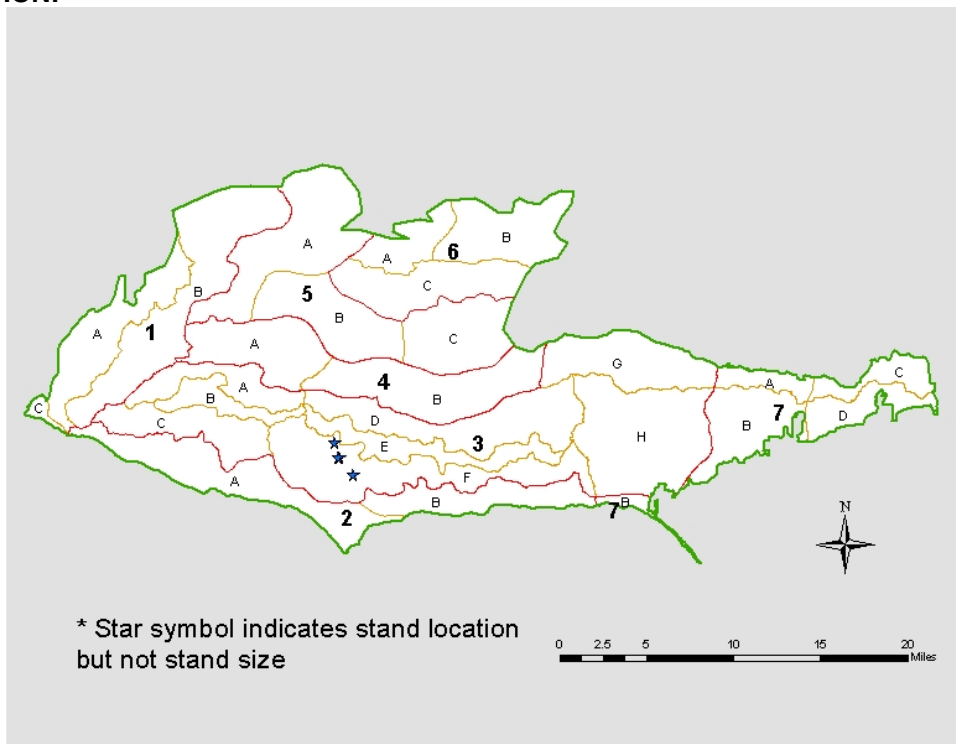 A
B
6
A
A
C
5
B
B
1
A
C
A
G
4
A
B
A
C
B
C
D
3
7
B
D
H
E
F
A
B
2
B
7
N
* Star symbol indicates stand location
but not stand size
0 2.5 5 10 15 20
Miles
C